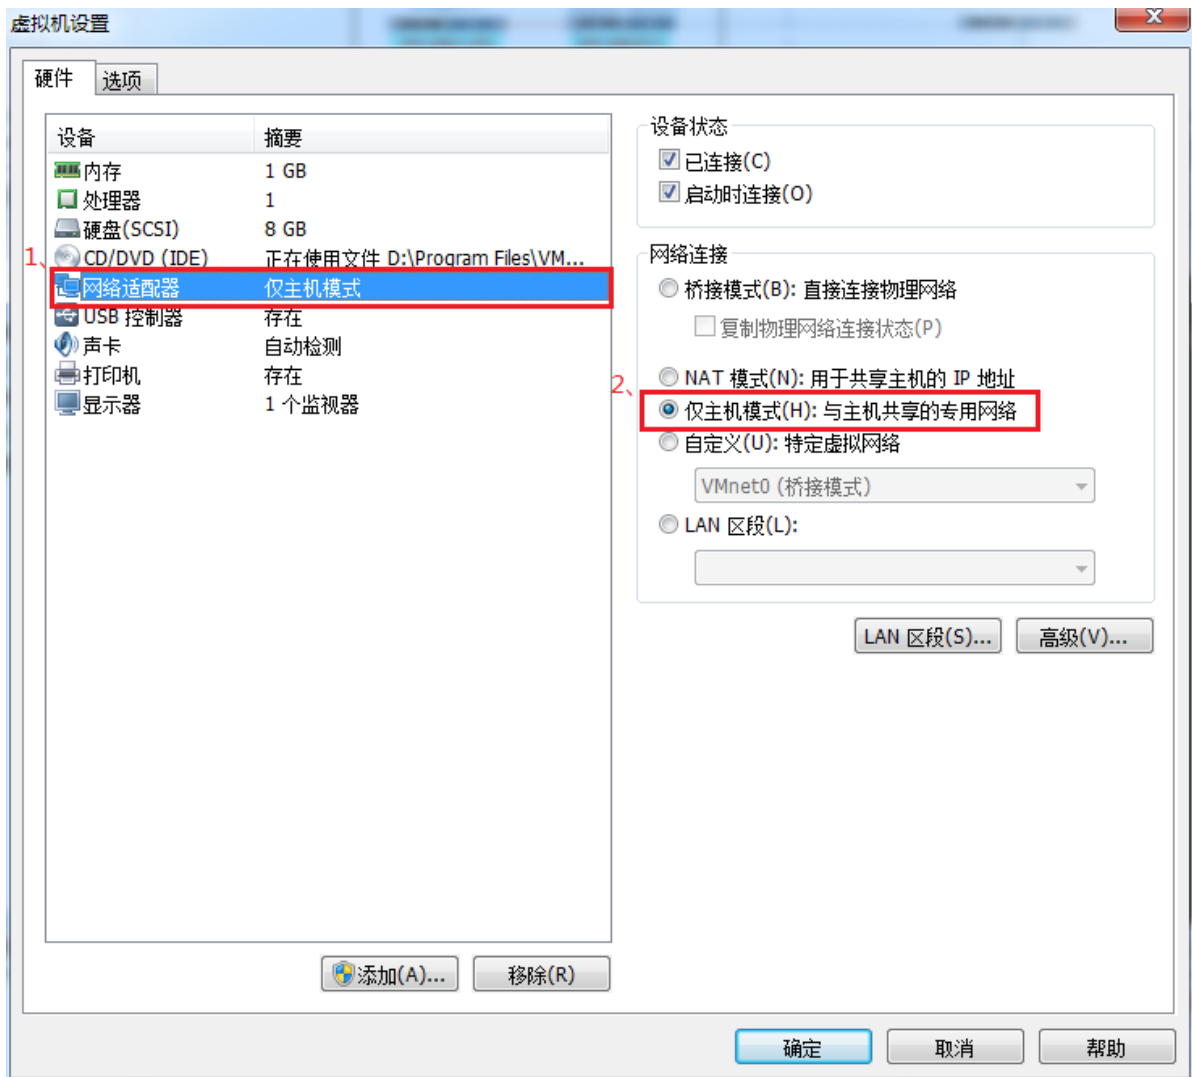 虚拟机设置
x
硬件
选项
设备 摘要
内存 1 GB
处理器 1
硬盘(SCSI) 8 GB
1、
CD/DVD (IDE) 正在使用文件 D:\Program Files\VM...
网络适配器 仅主机模式
USB 控制器 存在
声卡 自动检测
打印机 存在
显示器 1 个监视器
添加(A)...
移除(R)
设备状态
已连接(C)
启动时连接(O)
网络连接
桥接模式(B): 直接连接物理网络
复制物理网络连接状态(P)
NAT 模式(N): 用于共享主机的 IP 地址
2、
仅主机模式(H): 与主机共享的专用网络
自定义(U): 特定虚拟网络
VMnet0 (桥接模式)
LAN 区段(L):
LAN 区段(S)...
高级(V)...
确定
取消
帮助